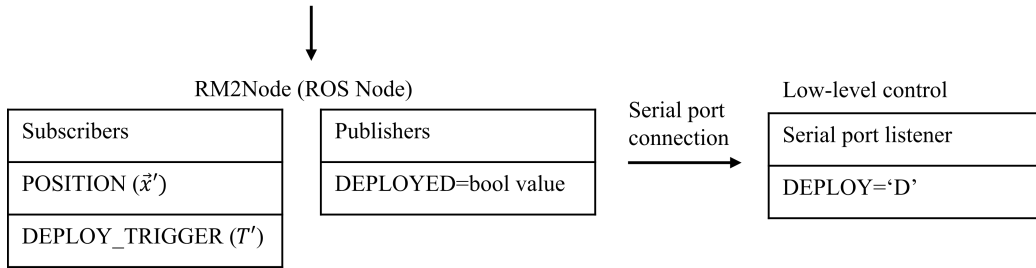 RM2Node (ROS Node)
Subscribers
POSITION (x⃗′)
DEPLOY_TRIGGER (T′)
Publishers
DEPLOYED=bool value
Serial port
connection
Low-level control
Serial port listener
DEPLOY=‘D’